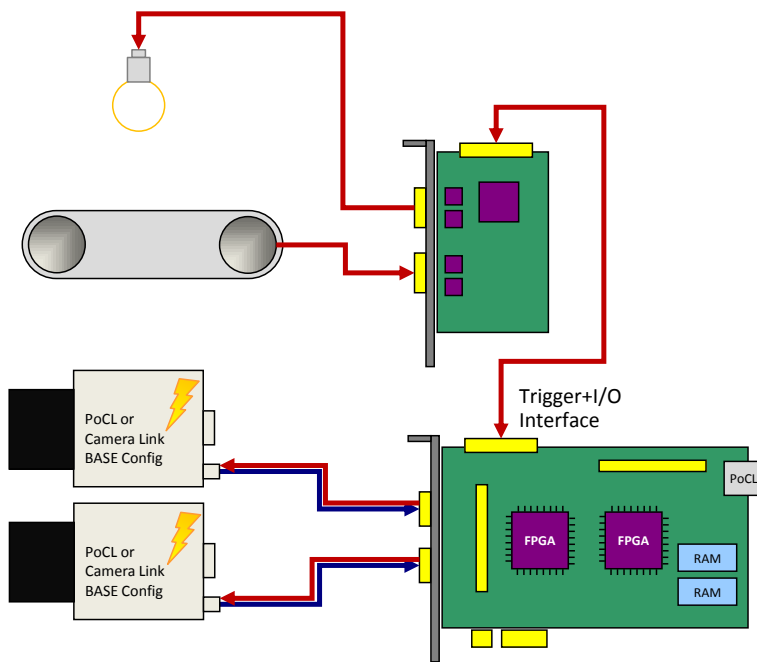 Trigger+I/O
Interface
PoCL or
Camera Link
BASE Config
PoCL
FPGA
FPGA
PoCL or
Camera Link
BASE Config
RAM
RAM